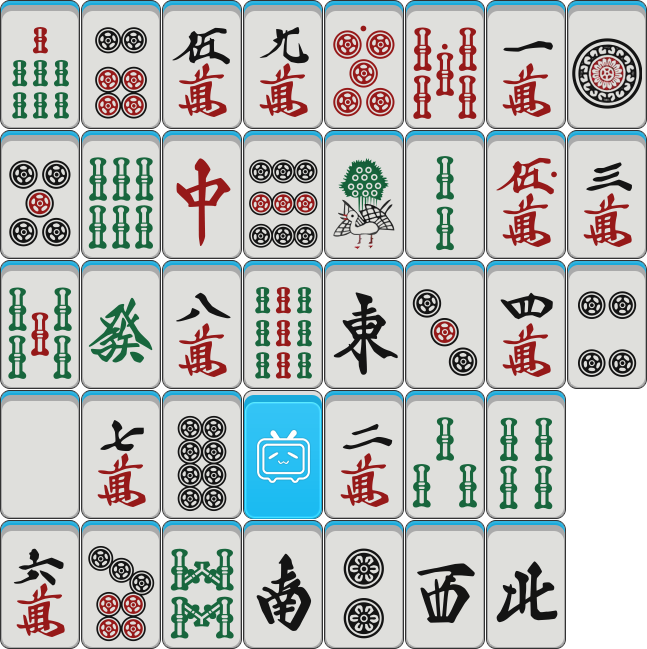 伍萬 九萬 一萬
中 伍萬 三萬
發 八萬 東 四萬
七萬 二萬
六萬 南 西 北